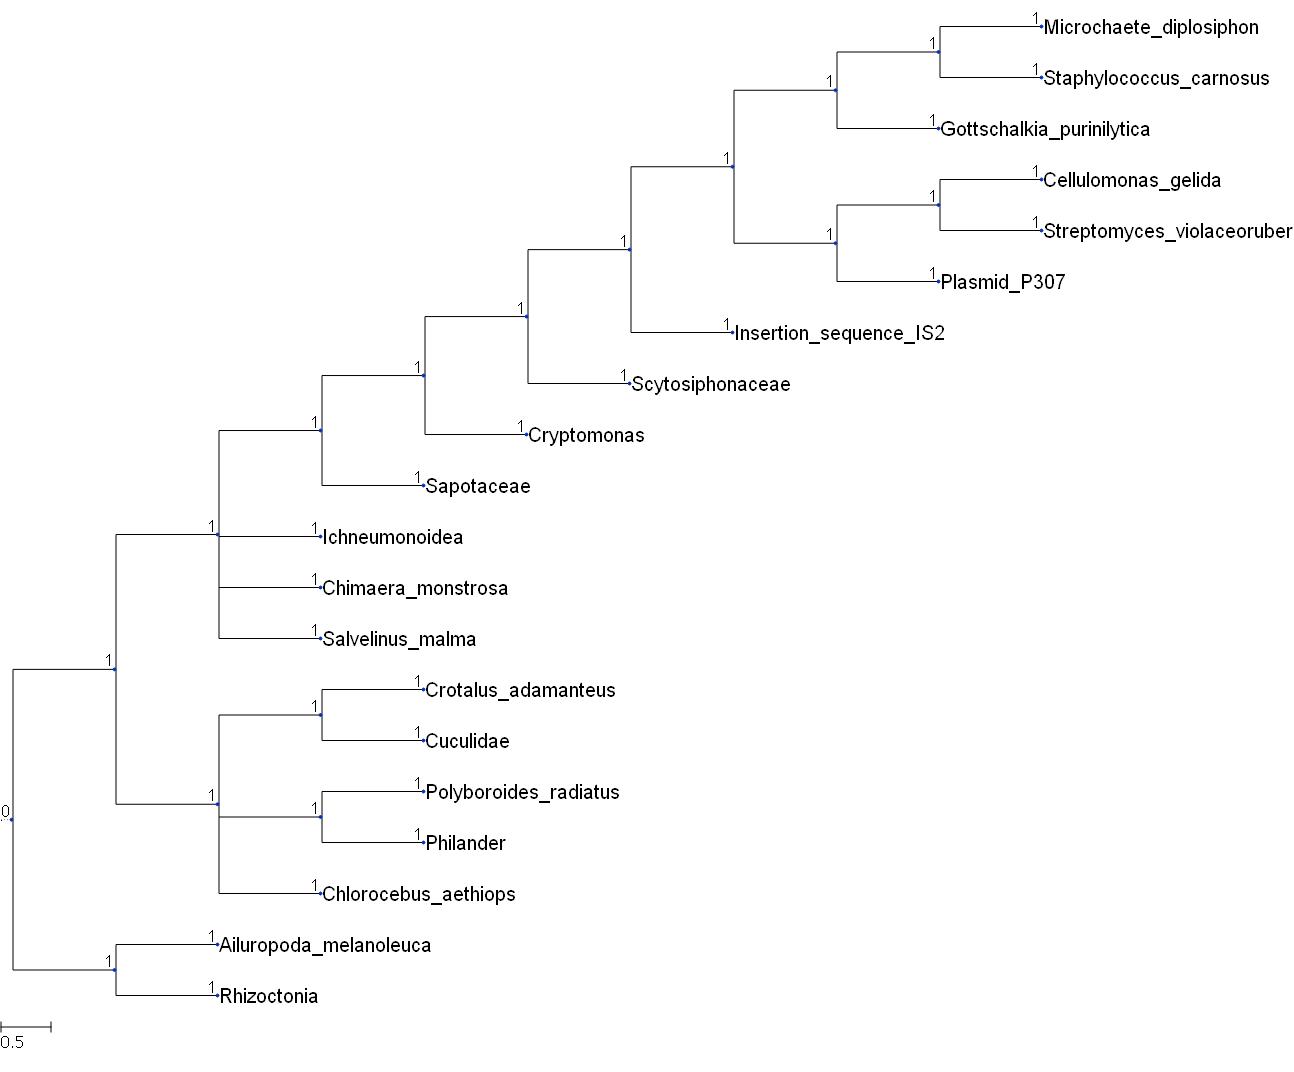 1 Microchaete_diplosiphon
1
1 Staphylococcus_carnosus
1
1 Gottschalkia_purinilytica
1
1 Cellulomonas_gelida
1
1 Streptomyces_violaceoruber
1
1 Plasmid_P307
1
1 Insertion_sequence_IS2
1
1 Scytosiphonaceae
1
1 Cryptomonas
1
1 Sapotaceae
1
1 Ichneumonoidea
1 Chimaera_monstrosa
1 Salvelinus_malma
1
1 Crotalus_adamanteus
1
1 Cuculidae
1 Polyboroides_radiatus
1
1
0
1 Philander
1 Chlorocebus_aethiops
1 Ailuropoda_melanoleuca
1
1 Rhizoctonia
0.5